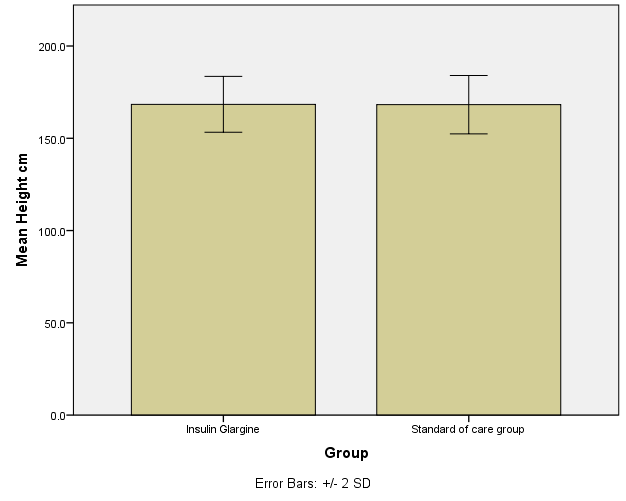 200.0
150.0
100.0
50.0
0.0
Mean Height cm
Insulin Glargine
Standard of care group
Group
Error Bars: +/- 2 SD